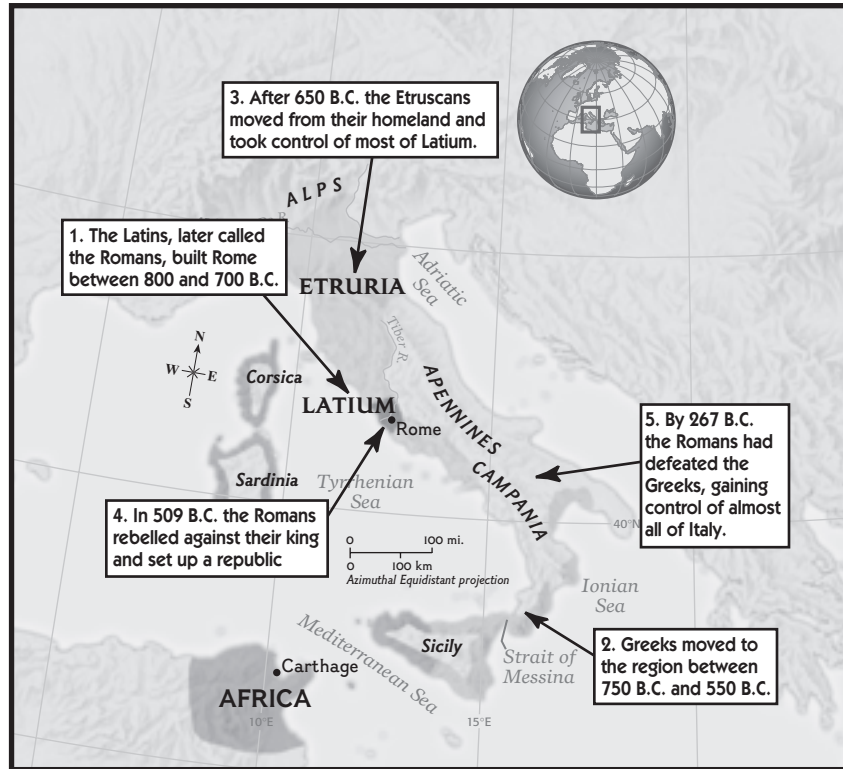 3. After 650 B.C. the Etruscans
moved from their homeland and
took control of most of Latium.
ALPS
1. The Latins, later called
the Romans, built Rome
between 800 and 700 B.C.
ETRURIA
Adriatic
Sea
Tiber R.
N
W
E
S
Corsica
APENNINES
LATIUM
Rome
5. By 267 B.C.
the Romans had
defeated the
Greeks, gaining
control of almost
all of Italy.
CAMPANIA
Sardinia
Tyrrhenian
Sea
4. In 509 B.C. the Romans
rebelled against their king
and set up a republic
40°N
0 100 mi.
0 100 km
Azimuthal Equidistant projection
Ionian
Sea
Mediterranean Sea
Sicily
Strait of
Messina
2. Greeks moved to
the region between
750 B.C. and 550 B.C.
Carthage
AFRICA
10°E
15°E